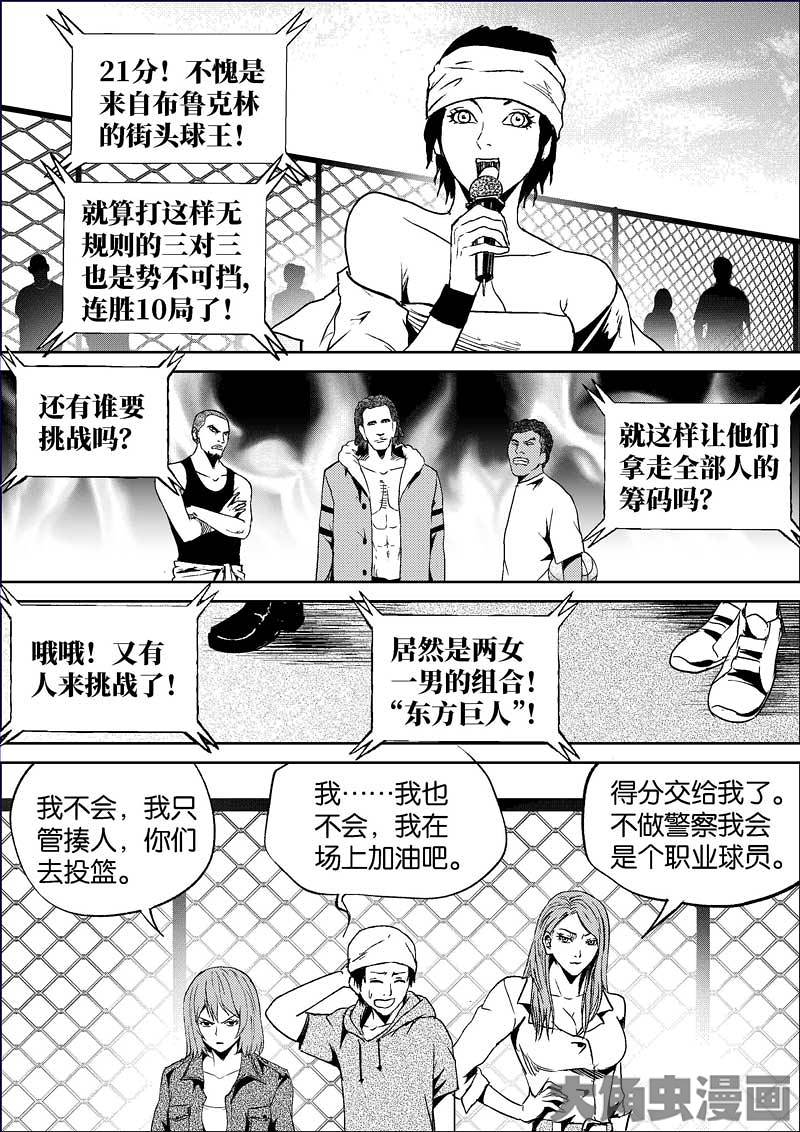 21分！不愧是
来自布鲁克林
的街头球王！
就算打这样无
规则的三对三
也是势不可挡，
连胜10局了！
还有谁要
挑战吗？
就这样让他们
拿走全部人的
筹码吗？
哦哦！又有
人来挑战了！
居然是两女
一男的组合！
“东方巨人”！
我不会，我只
管揍人，你们
去投篮。
我……我也
不会，我在
场上加油吧。
得分交给我了。
不做警察我会
是个职业球员。
大角虫漫画